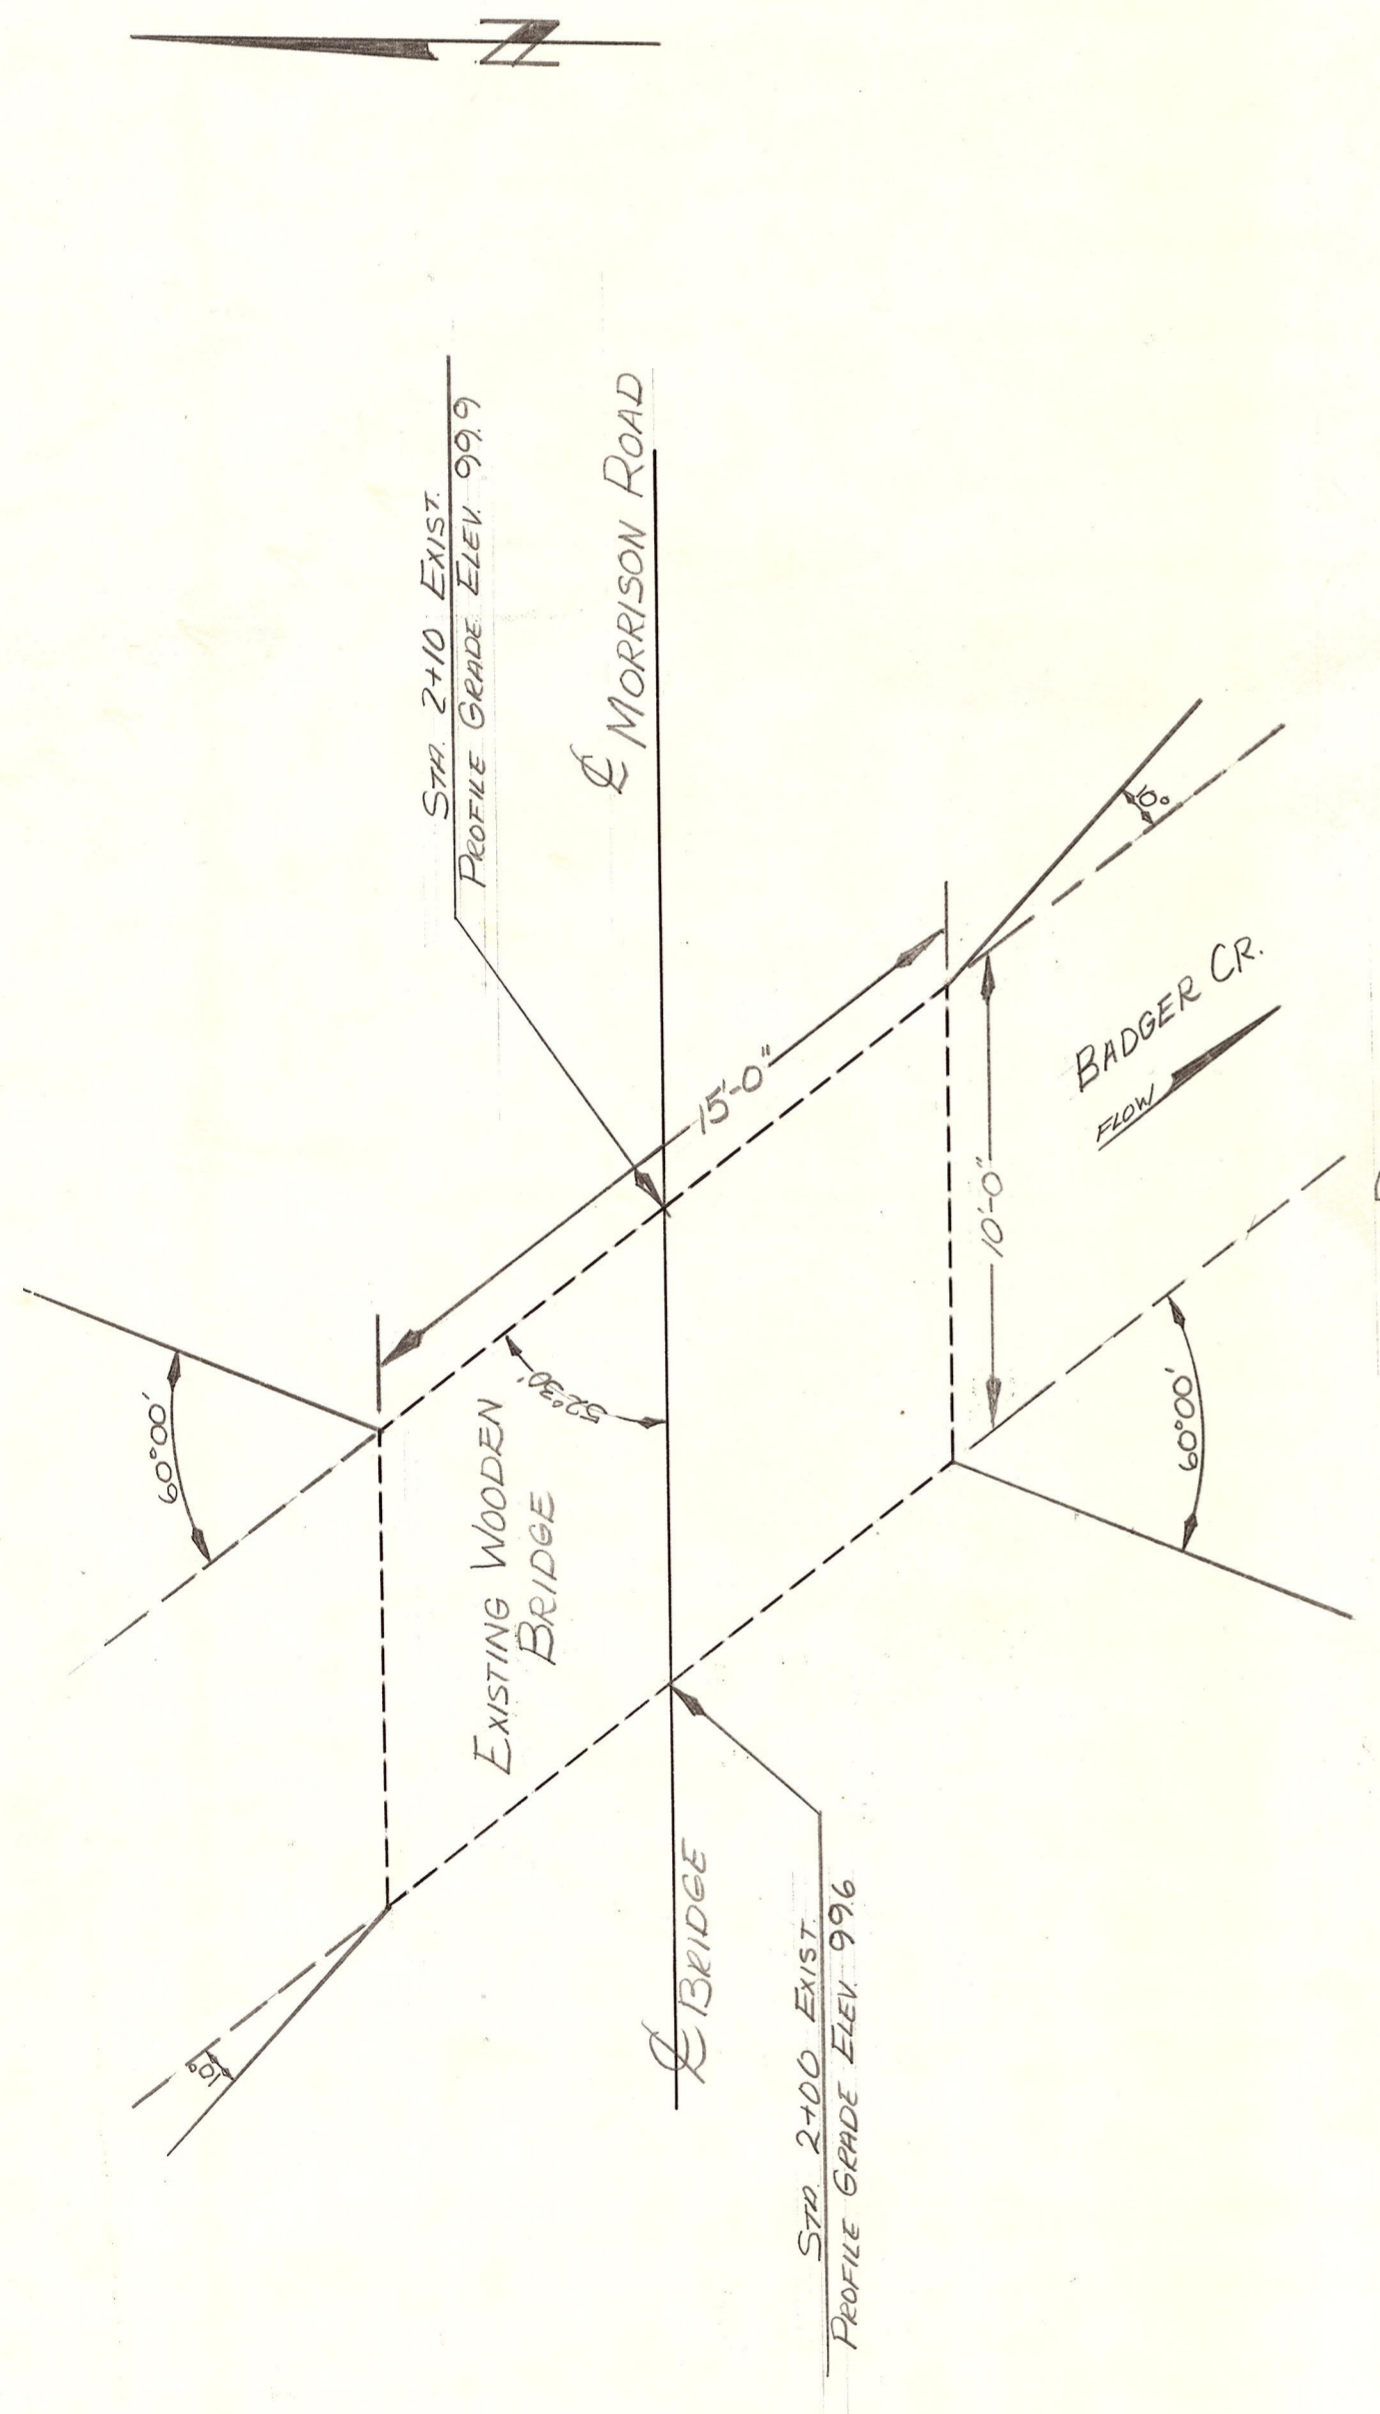 N
STA. 2+10 EXIST.
PROFILE GRADE ELEV. 99.9
℄ MORRISON ROAD
15'-0"
10°
BADGER CR.
FLOW
10'-0"
60°00'
52°30'
EXISTING WOODEN
BRIDGE
60°00'
10°
℄ BRIDGE
STA. 2+00 EXIST.
PROFILE GRADE ELEV. 99.6